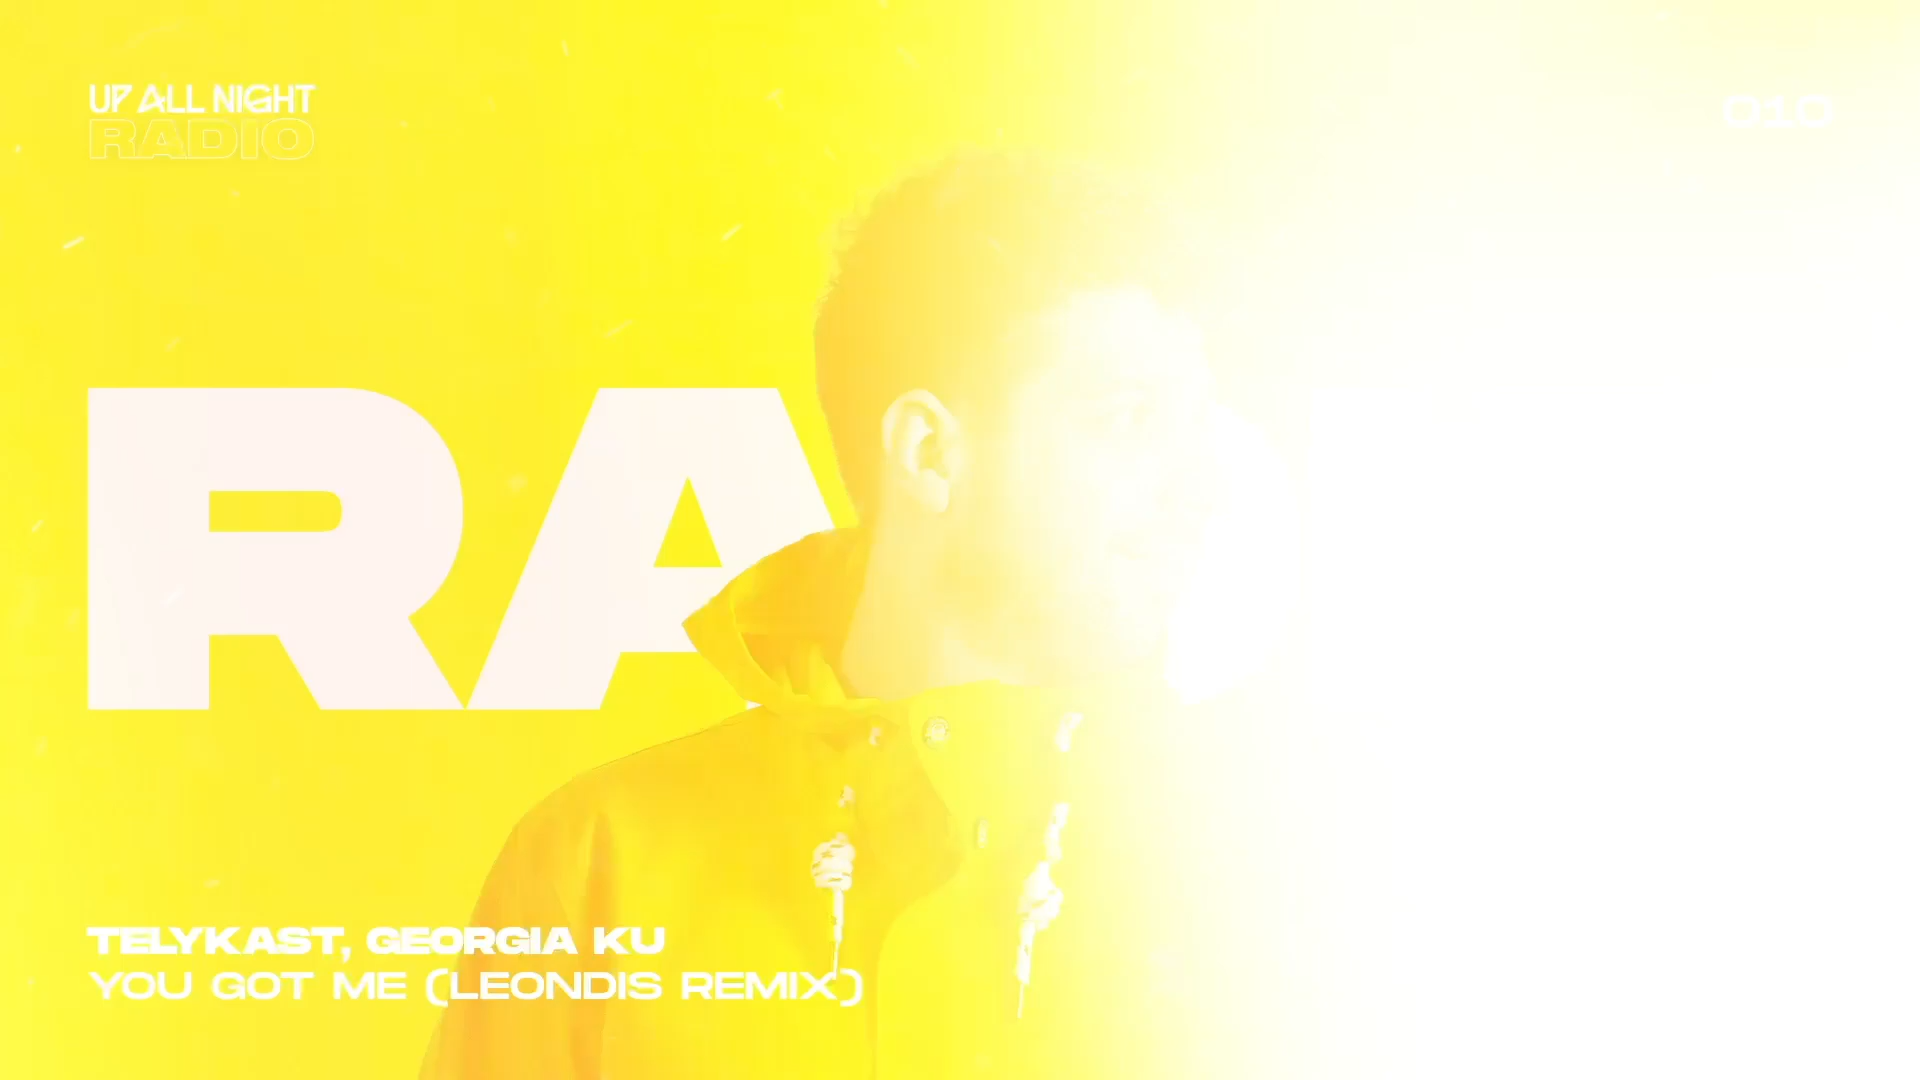 UP ALL NIGHT
RADIO
010
RA
TELYKAST, GEORGIA KU
YOU GOT ME (LEONDIS REMIX)